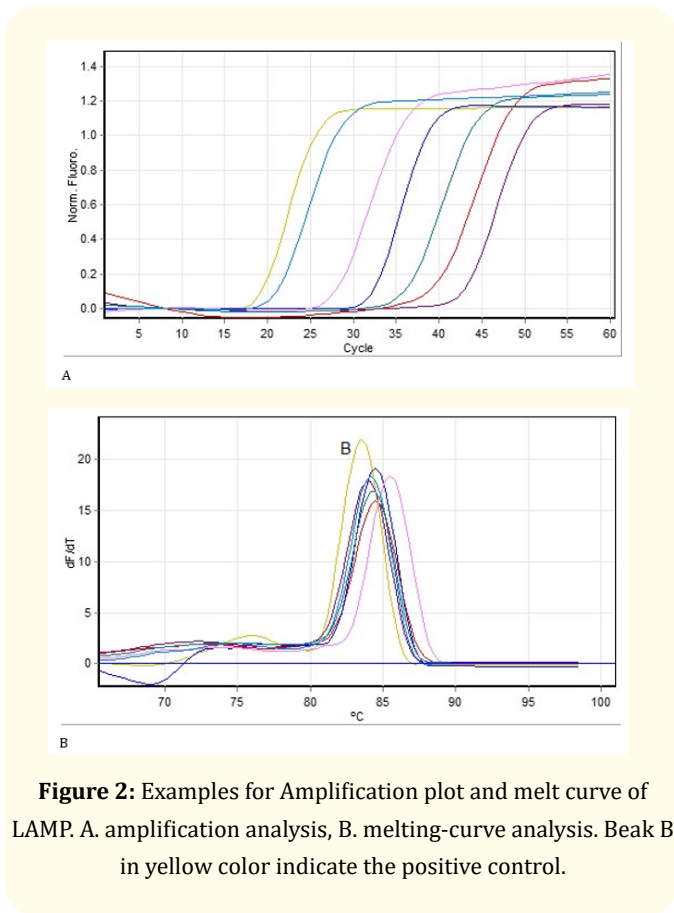 1.4
1.2
1.0
0.8
0.6
0.4
0.2
0.0
Norm. Fluoro.
5 10 15 20 25 30 35 40 45 50 55 60
Cycle
A
B
20
15
10
5
0
dF/dT
70 75 80 85 90 95 100
ºC
B
Figure 2: Examples for Amplification plot and melt curve of
LAMP. A. amplification analysis, B. melting-curve analysis. Beak B
in yellow color indicate the positive control.